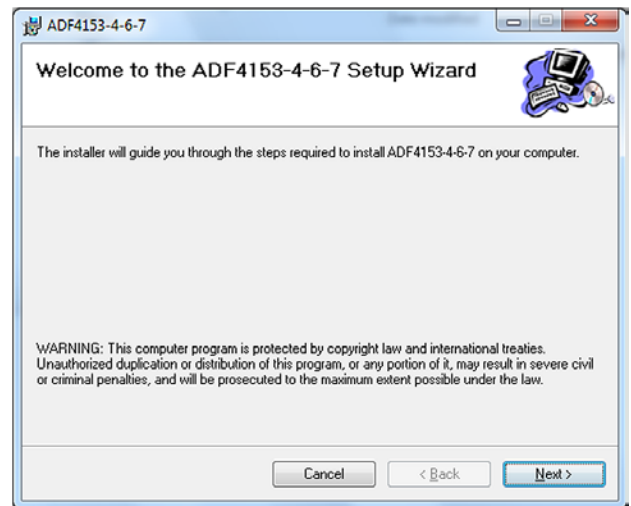 ADF4153-4-6-7
Welcome to the ADF4153-4-6-7 Setup Wizard
The installer will guide you through the steps required to install ADF4153-4-6-7 on your computer.
WARNING: This computer program is protected by copyright law and international treaties.
Unauthorized duplication or distribution of this program, or any portion of it, may result in severe civil
or criminal penalties, and will be prosecuted to the maximum extent possible under the law.
Cancel
< Back
Next >